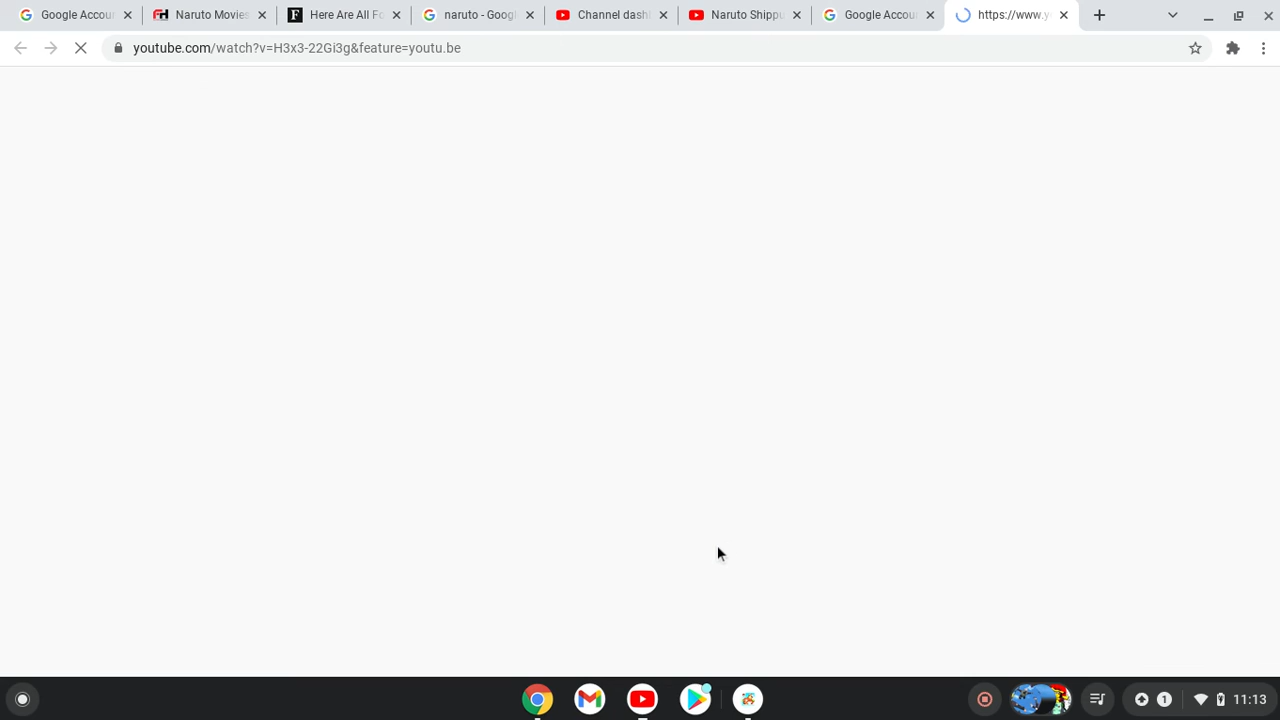 Google Accou
Naruto Movies
Here Are All Fo
naruto - Googl
Channel dash
Naruto Shippu
Google Accou
https://www.y
youtube.com/watch?v=H3x3-22Gi3g&feature=youtu.be
1
11:13